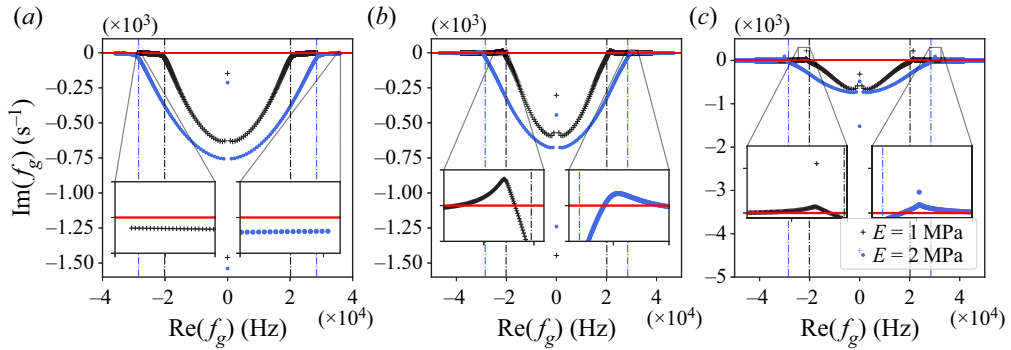 (a)
(×10³)
0
−0.25
−0.50
−0.75
−1.00
−1.25
−1.50
Im(f_g) (s⁻¹)
−4 −2 0 2 4
(×10⁴)
Re(f_g) (Hz)
(b)
(×10³)
0
−0.25
−0.50
−0.75
−1.00
−1.25
−1.50
−4 −2 0 2 4
(×10⁴)
Re(f_g) (Hz)
(c)
(×10³)
0
−1
−2
−3
−4
−5
E = 1 MPa
E = 2 MPa
−4 −2 0 2 4
(×10⁴)
Re(f_g) (Hz)